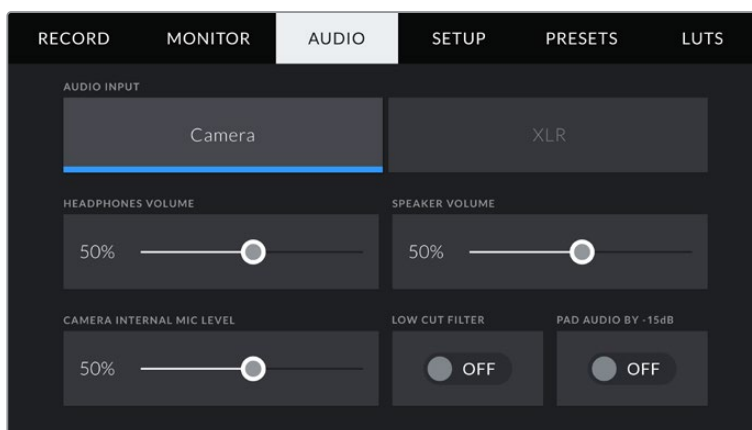 RECORD MONITOR AUDIO SETUP PRESETS LUTS
AUDIO INPUT
Camera XLR
HEADPHONES VOLUME SPEAKER VOLUME
50% 50%
CAMERA INTERNAL MIC LEVEL LOW CUT FILTER PAD AUDIO BY -15dB
50% OFF OFF